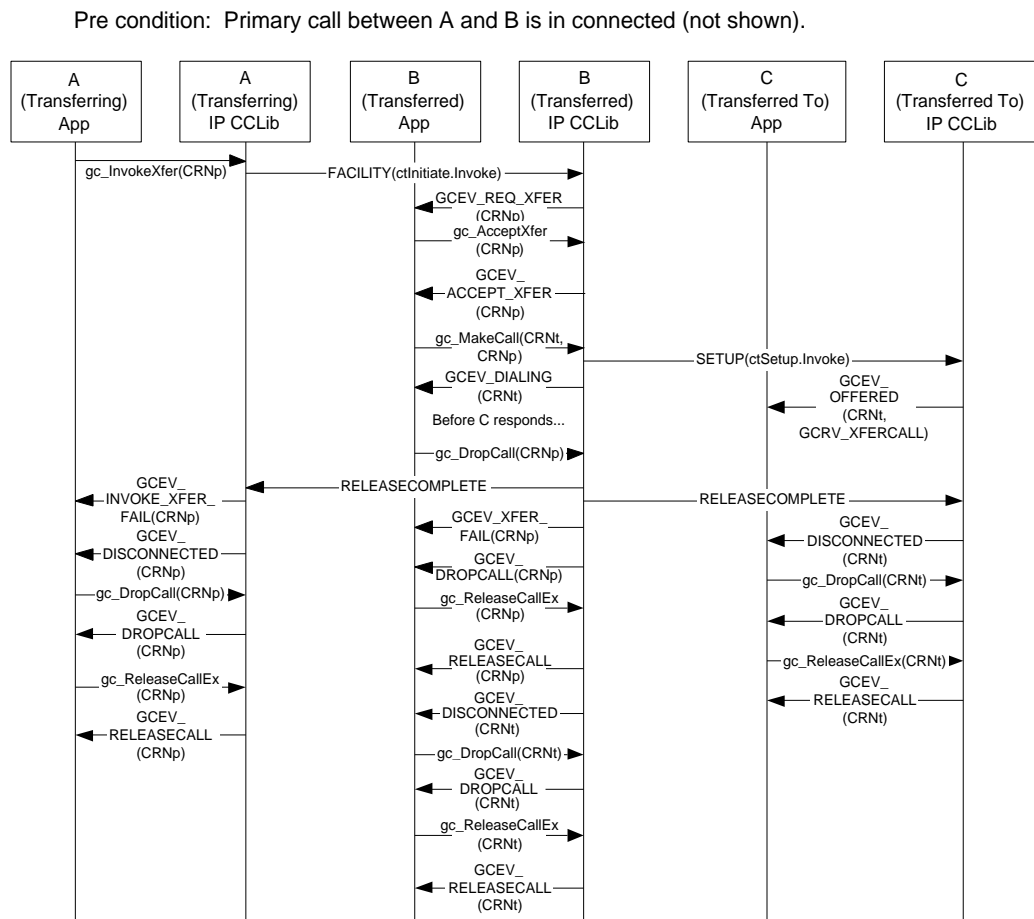 Pre condition: Primary call between A and B is in connected (not shown).
A
(Transferring)
App
A
(Transferring)
IP CCLib
B
(Transferred)
App
B
(Transferred)
IP CCLib
C
(Transferred To)
App
C
(Transferred To)
IP CCLib
gc_InvokeXfer(CRNp)
FACILITY(ctInitiate.Invoke)
GCEV_REQ_XFER
(CRNp)
gc_AcceptXfer
(CRNp)
GCEV_
ACCEPT_XFER
(CRNp)
gc_MakeCall(CRNt,
CRNp)
SETUP(ctSetup.Invoke)
GCEV_DIALING
(CRNt)
GCEV_
OFFERED
(CRNt,
GCRV_XFERCALL)
Before C responds...
gc_DropCall(CRNp)
RELEASECOMPLETE
RELEASECOMPLETE
GCEV_
INVOKE_XFER_
FAIL(CRNp)
GCEV_XFER_
FAIL(CRNp)
GCEV_
DISCONNECTED
(CRNp)
GCEV_
DISCONNECTED
(CRNt)
GCEV_
DROPCALL(CRNp)
gc_DropCall(CRNt)
gc_DropCall(CRNp)
gc_ReleaseCallEx
(CRNp)
GCEV_
DROPCALL
(CRNp)
GCEV_
DROPCALL
(CRNt)
GCEV_
RELEASECALL
(CRNp)
gc_ReleaseCallEx(CRNt)
gc_ReleaseCallEx
(CRNp)
GCEV_
RELEASECALL
(CRNt)
GCEV_
DISCONNECTED
(CRNt)
GCEV_
RELEASECALL
(CRNp)
gc_DropCall(CRNt)
GCEV_
DROPCALL
(CRNt)
gc_ReleaseCallEx
(CRNt)
GCEV_
RELEASECALL
(CRNt)